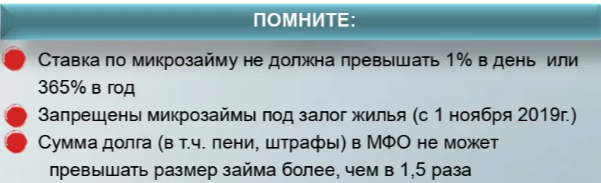 ПОМНИТЕ:
Ставка по микрозайму не должна превышать 1% в день или
365% в год
Запрещены микрозаймы под залог жилья (с 1 ноября 2019г.)
Сумма долга (в т.ч. пени, штрафы) в МФО не может
превышать размер займа более, чем в 1,5 раза